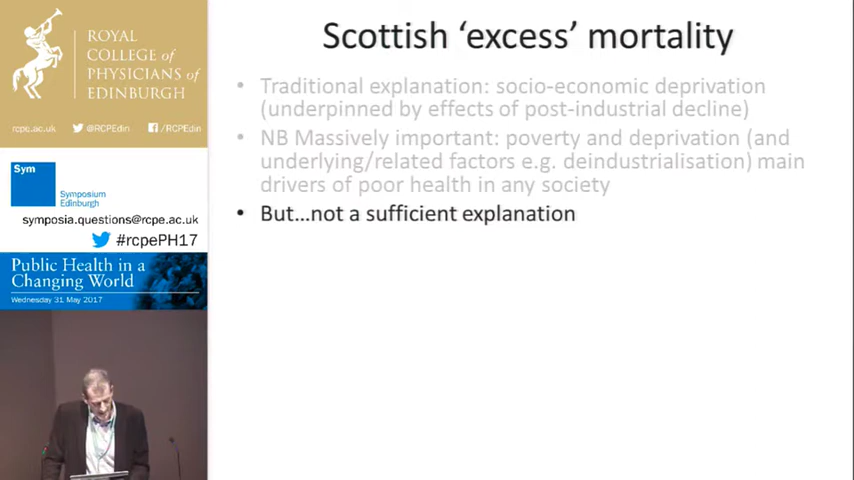 ROYAL
COLLEGE of
PHYSICIANS of
EDINBURGH
rcpe.ac.uk @RCPEdin /RCPEdin
Sym
Symposium
Edinburgh
symposia.questions@rcpe.ac.uk
#rcpePH17
Public Health in a
Changing World
Wednesday 31 May 2017
Scottish ‘excess’ mortality
• Traditional explanation: socio-economic deprivation
(underpinned by effects of post-industrial decline)
• NB Massively important: poverty and deprivation (and
underlying/related factors e.g. deindustrialisation) main
drivers of poor health in any society
• But...not a sufficient explanation